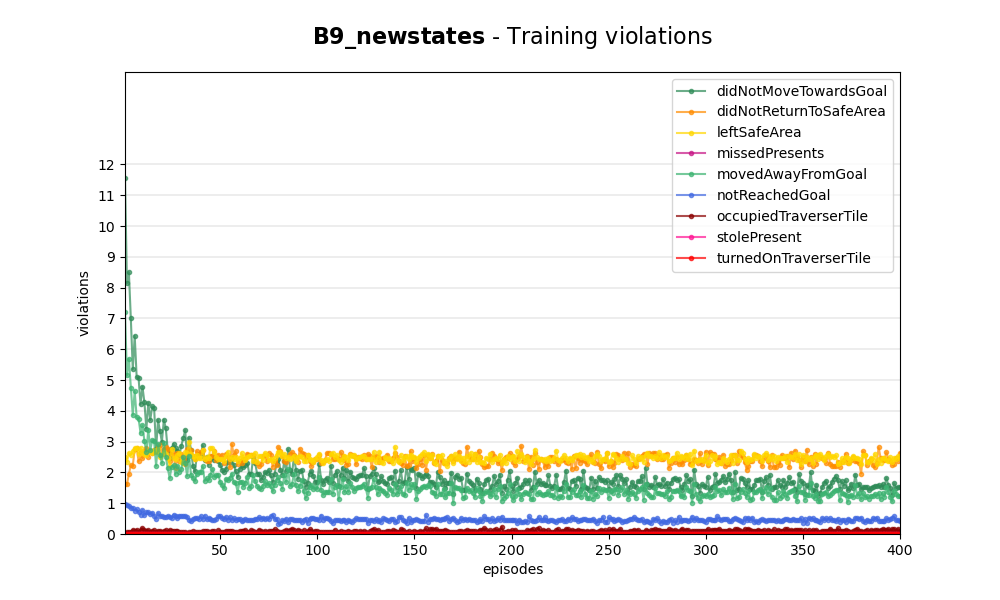 B9_newstates - Training violations
didNotMoveTowardsGoal
didNotReturnToSafeArea
leftSafeArea
missedPresents
movedAwayFromGoal
notReachedGoal
occupiedTraverserTile
stolePresent
turnedOnTraverserTile
12
11
10
9
8
7
6
5
4
3
2
1
0
violations
50 100 150 200 250 300 350 400
episodes